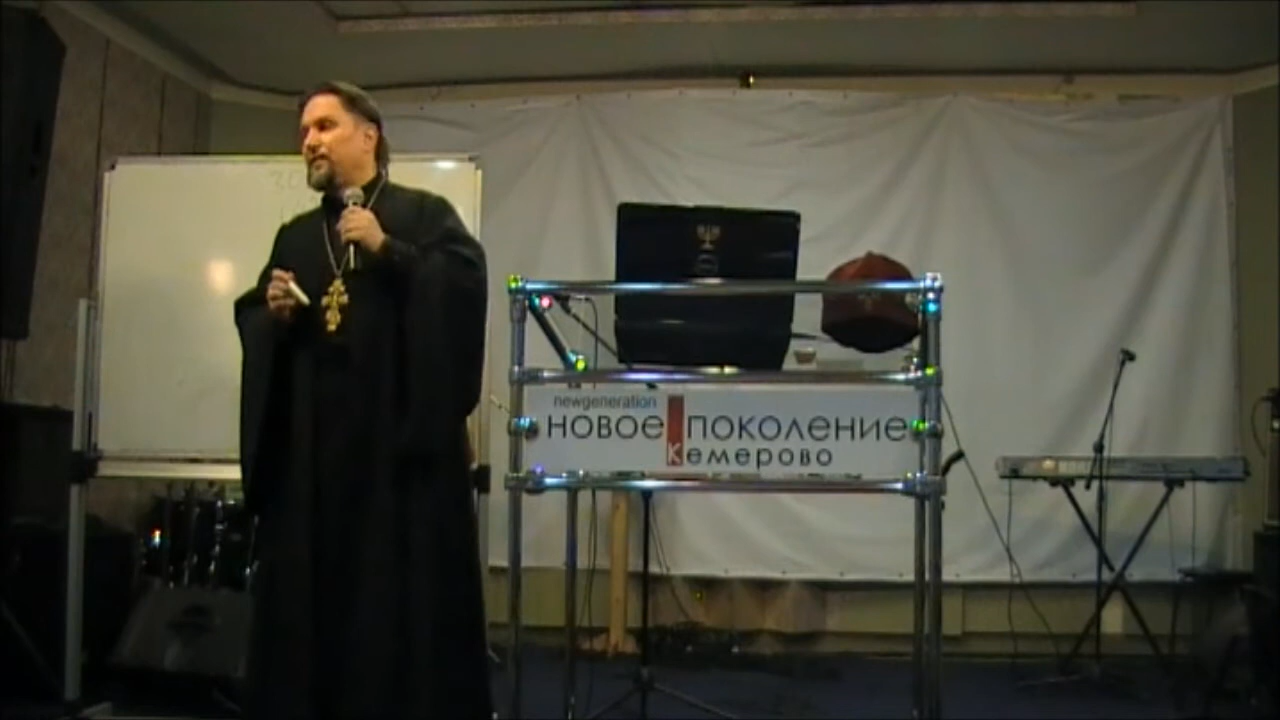 newgeneration
новое поколение
Кемерово